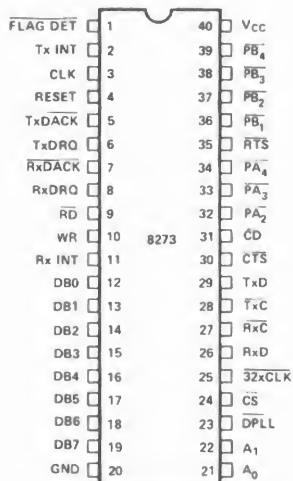 FLAG DET 1 40 VCC
Tx INT 2 39 PB4
CLK 3 38 PB3
RESET 4 37 PB2
TxDACK 5 36 PB1
TxDRQ 6 35 RTS
RxDACK 7 34 PA4
RxDRQ 8 33 PA3
RD 9 32 PA2
WR 10 8273 31 CD
Rx INT 11 30 CTS
DB0 12 29 TxD
DB1 13 28 TxC
DB2 14 27 RxC
DB3 15 26 RxD
DB4 16 25 32xCLK
DB5 17 24 CS
DB6 18 23 DPLL
DB7 19 22 A1
GND 20 21 A0